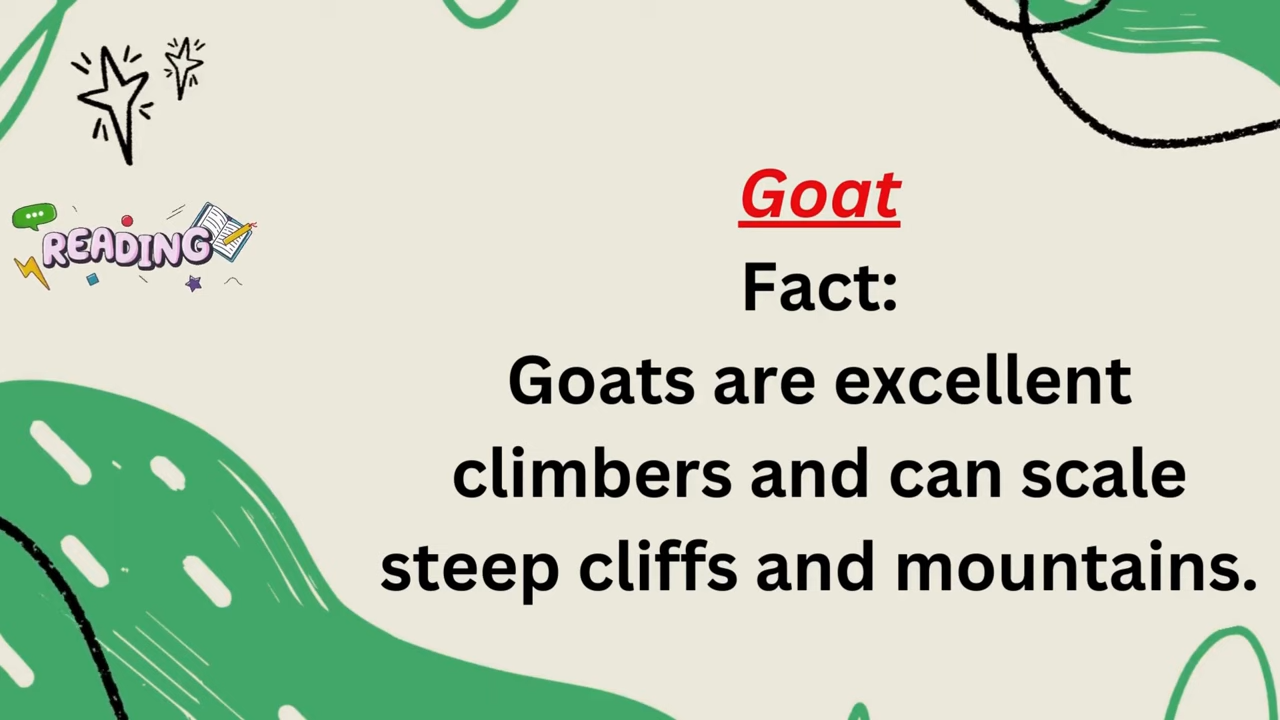 READING
Goat
Fact:
Goats are excellent
climbers and can scale
steep cliffs and mountains.